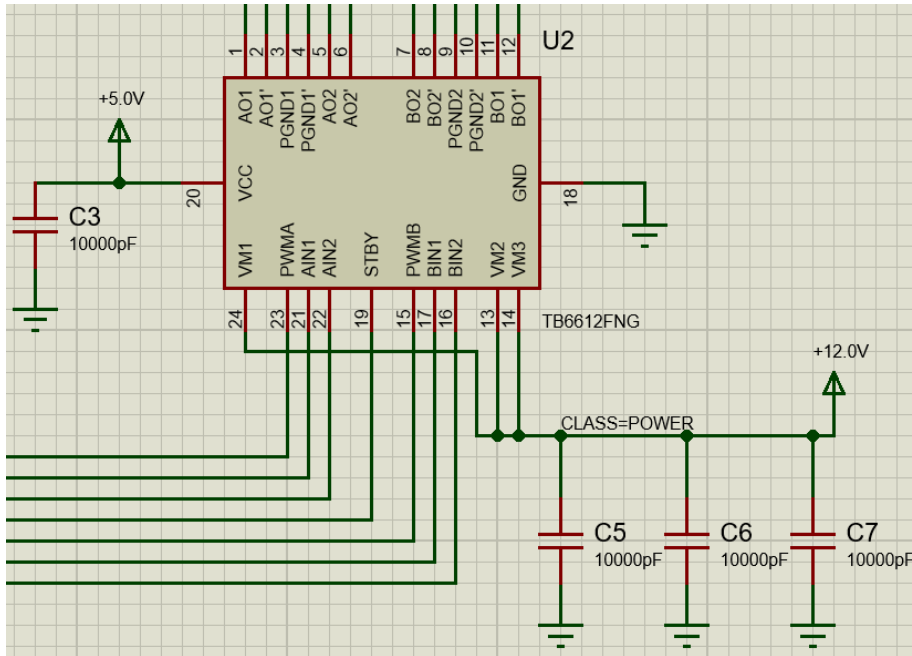 1 2 3 4 5 6 7 8 9 10 11 12
U2
AO1 AO1' PGND1 PGND1' AO2 AO2' BO2 BO2' PGND2 PGND2' BO1 BO1'
+5.0V
20 VCC GND 18
C3
10000pF
VM1 PWMA AIN1 AIN2 STBY PWMB BIN1 BIN2 VM2 VM3
24 23 21 22 19 15 17 16 13 14
TB6612FNG
+12.0V
CLASS=POWER
C5 C6 C7
10000pF 10000pF 10000pF